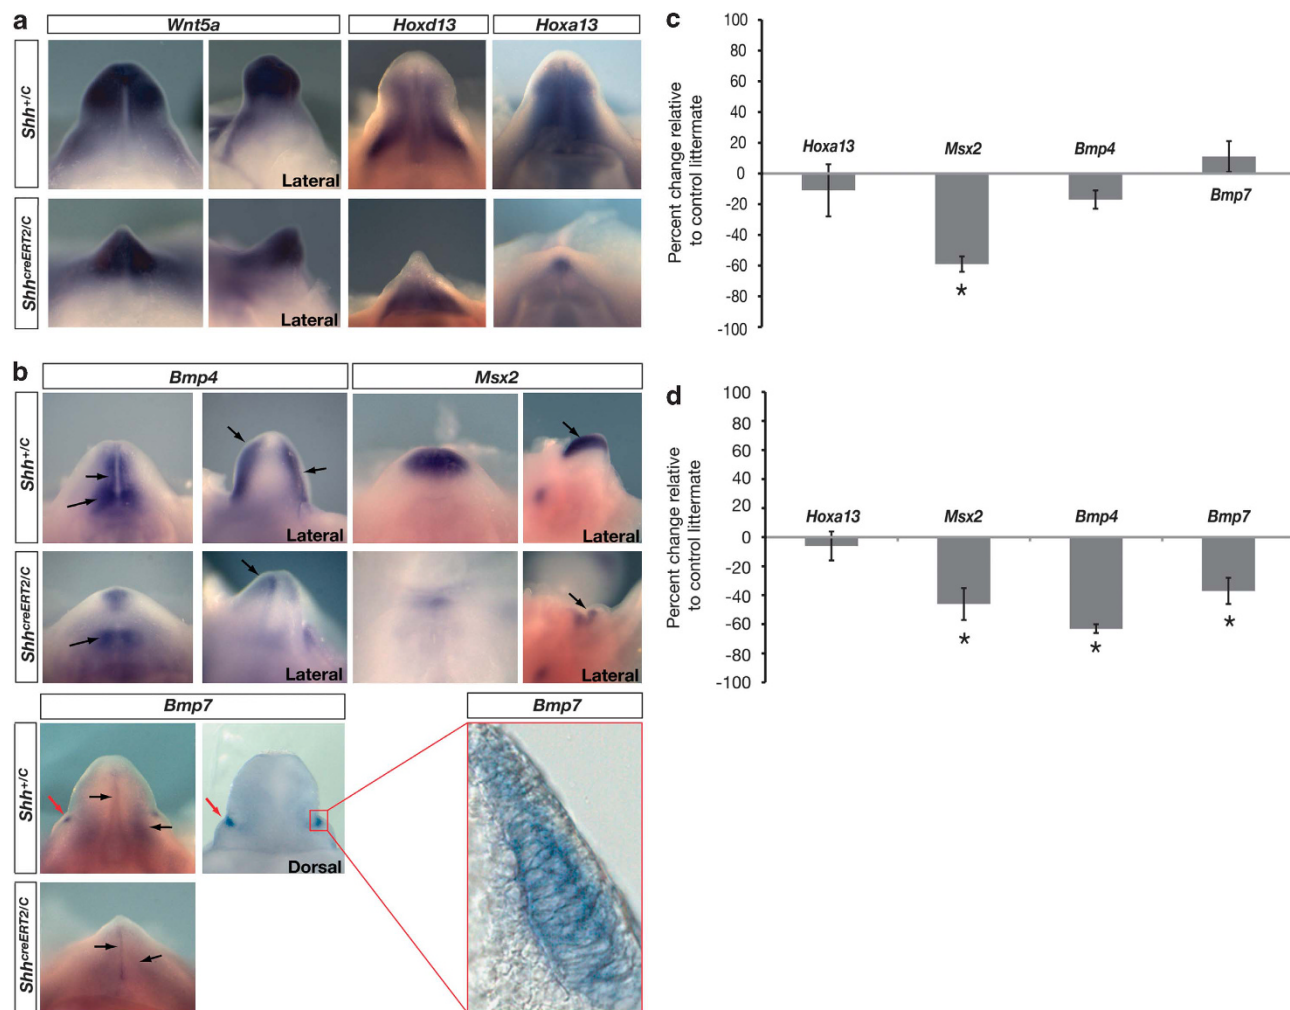 a
Wnt5a
Hoxd13
Hoxa13
Shh+/C
Lateral
ShhcreERT2/C
Lateral
b
Bmp4
Msx2
Shh+/C
Lateral
Lateral
ShhcreERT2/C
Lateral
Lateral
Bmp7
Bmp7
Shh+/C
Dorsal
ShhcreERT2/C
c
Percent change relative
to control littermate
100
80
60
40
20
0
-20
-40
-60
-80
-100
Hoxa13
Msx2
Bmp4
Bmp7
*
d
Percent change relative
to control littermate
100
80
60
40
20
0
-20
-40
-60
-80
-100
Hoxa13
Msx2
Bmp4
Bmp7
*
*
*